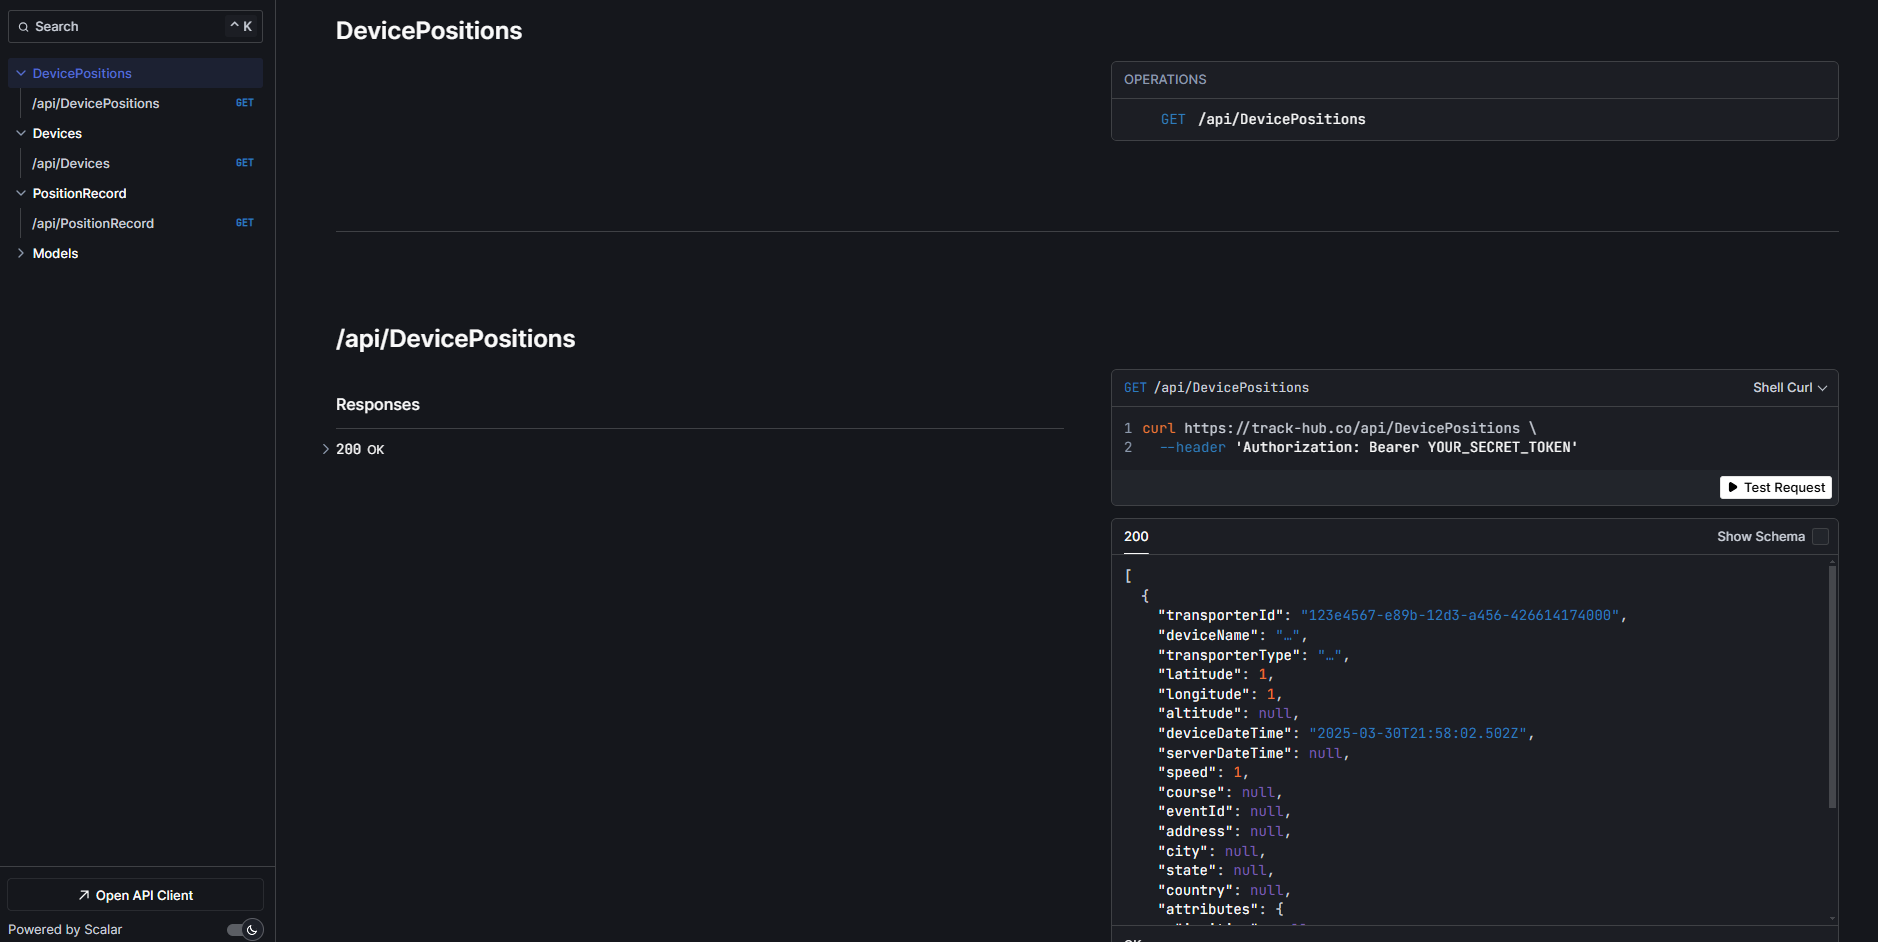 Search
^ K
DevicePositions
/api/DevicePositions GET
Devices
/api/Devices GET
PositionRecord
/api/PositionRecord GET
Models
Open API Client
Powered by Scalar
DevicePositions
OPERATIONS
GET /api/DevicePositions
/api/DevicePositions
Responses
200 OK
GET /api/DevicePositions
Shell Curl
1 curl https://track-hub.co/api/DevicePositions \
2 --header 'Authorization: Bearer YOUR_SECRET_TOKEN'
Test Request
200
Show Schema
[
{
"transporterId": "123e4567-e89b-12d3-a456-426614174000",
"deviceName": "…",
"transporterType": "…",
"latitude": 1,
"longitude": 1,
"altitude": null,
"deviceDateTime": "2025-03-30T21:58:02.502Z",
"serverDateTime": null,
"speed": 1,
"course": null,
"eventId": null,
"address": null,
"city": null,
"state": null,
"country": null,
"attributes": {